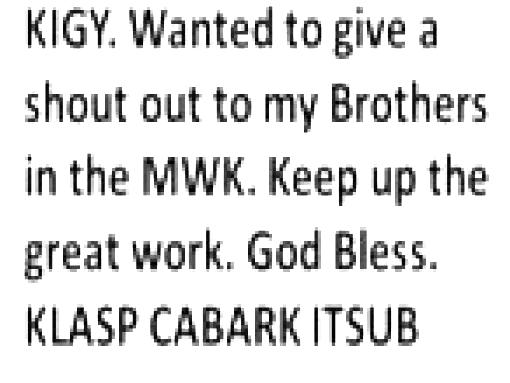 KIGY. Wanted to give a
shout out to my Brothers
in the MWK. Keep up the
great work. God Bless.
KLASP CABARK ITSUB